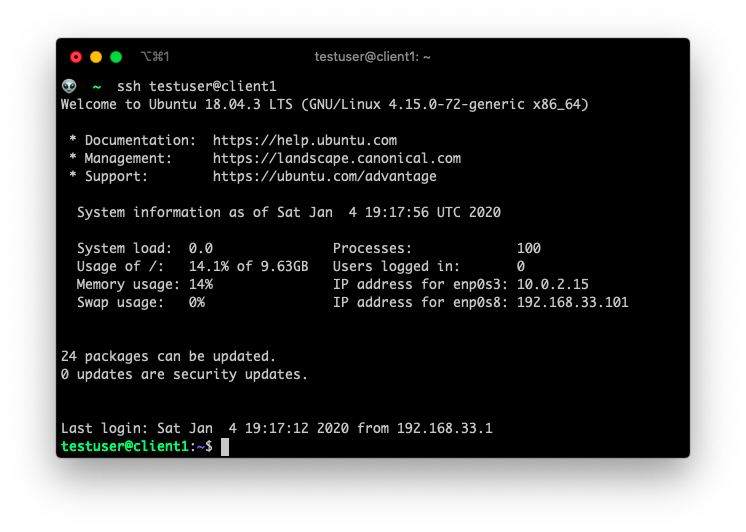 ⌥⌘1 testuser@client1: ~
👽 ~ ssh testuser@client1
Welcome to Ubuntu 18.04.3 LTS (GNU/Linux 4.15.0-72-generic x86_64)
* Documentation: https://help.ubuntu.com
* Management: https://landscape.canonical.com
* Support: https://ubuntu.com/advantage
System information as of Sat Jan 4 19:17:56 UTC 2020
System load: 0.0 Processes: 100
Usage of /: 14.1% of 9.63GB Users logged in: 0
Memory usage: 14% IP address for enp0s3: 10.0.2.15
Swap usage: 0% IP address for enp0s8: 192.168.33.101
24 packages can be updated.
0 updates are security updates.
Last login: Sat Jan 4 19:17:12 2020 from 192.168.33.1
testuser@client1:~$